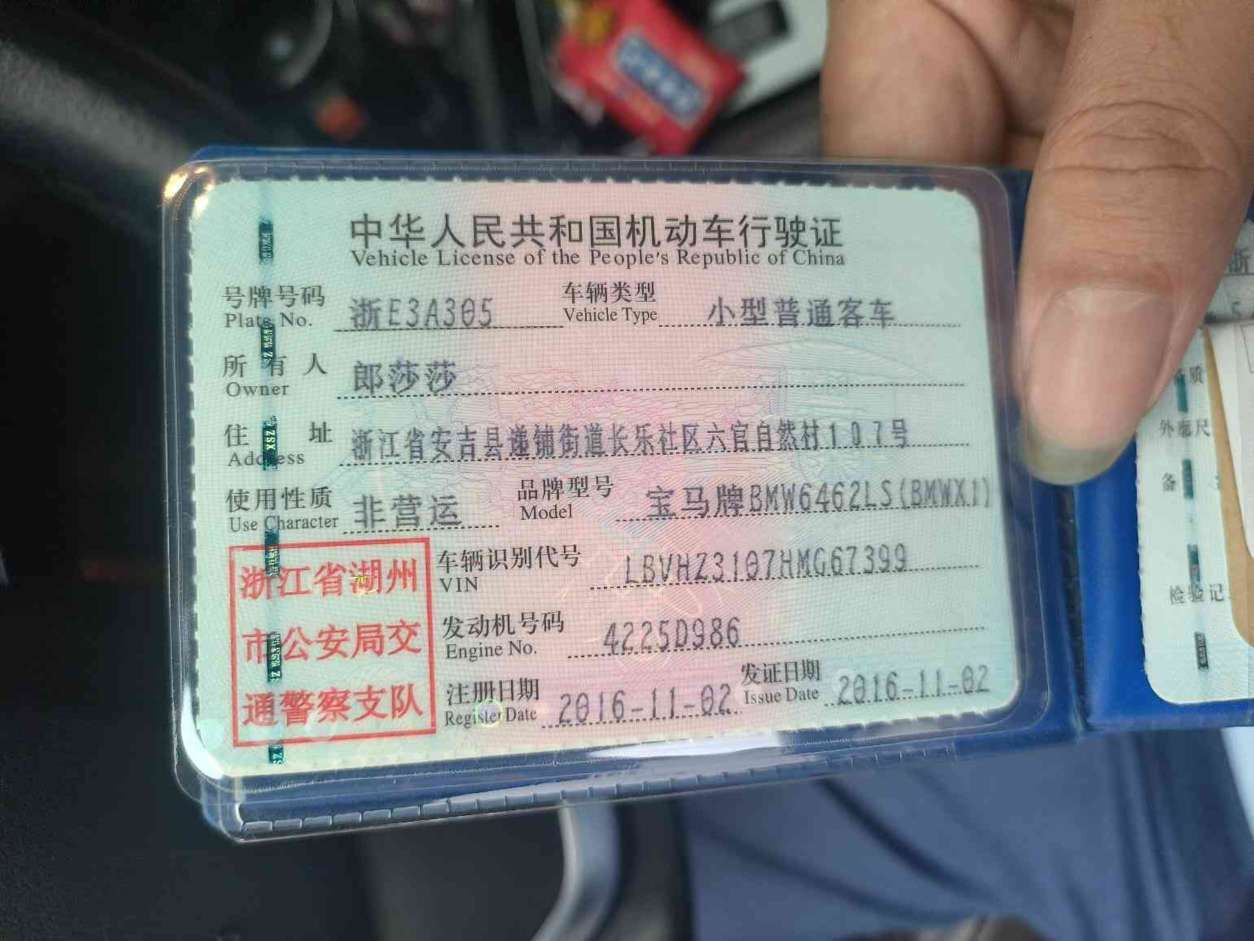 中华人民共和国机动车行驶证
Vehicle License of the People's Republic of China
号牌号码 浙E3A305 车辆类型 小型普通客车
Plate No. Vehicle Type
所有人 郎莎莎
Owner
住址 浙江省安吉县递铺街道长乐社区六官自然村107号
Address
使用性质 非营运 品牌型号 宝马牌BMW6462LS(BMWX1)
Use Character Model
浙江省湖州
市公安局交
通警察支队
车辆识别代号 LBVHZ3107HMG67399
VIN
发动机号码 4225D986
Engine No.
注册日期 2016-11-02 发证日期 2016-11-02
Register Date Issue Date
质
外廓尺
备
检验记